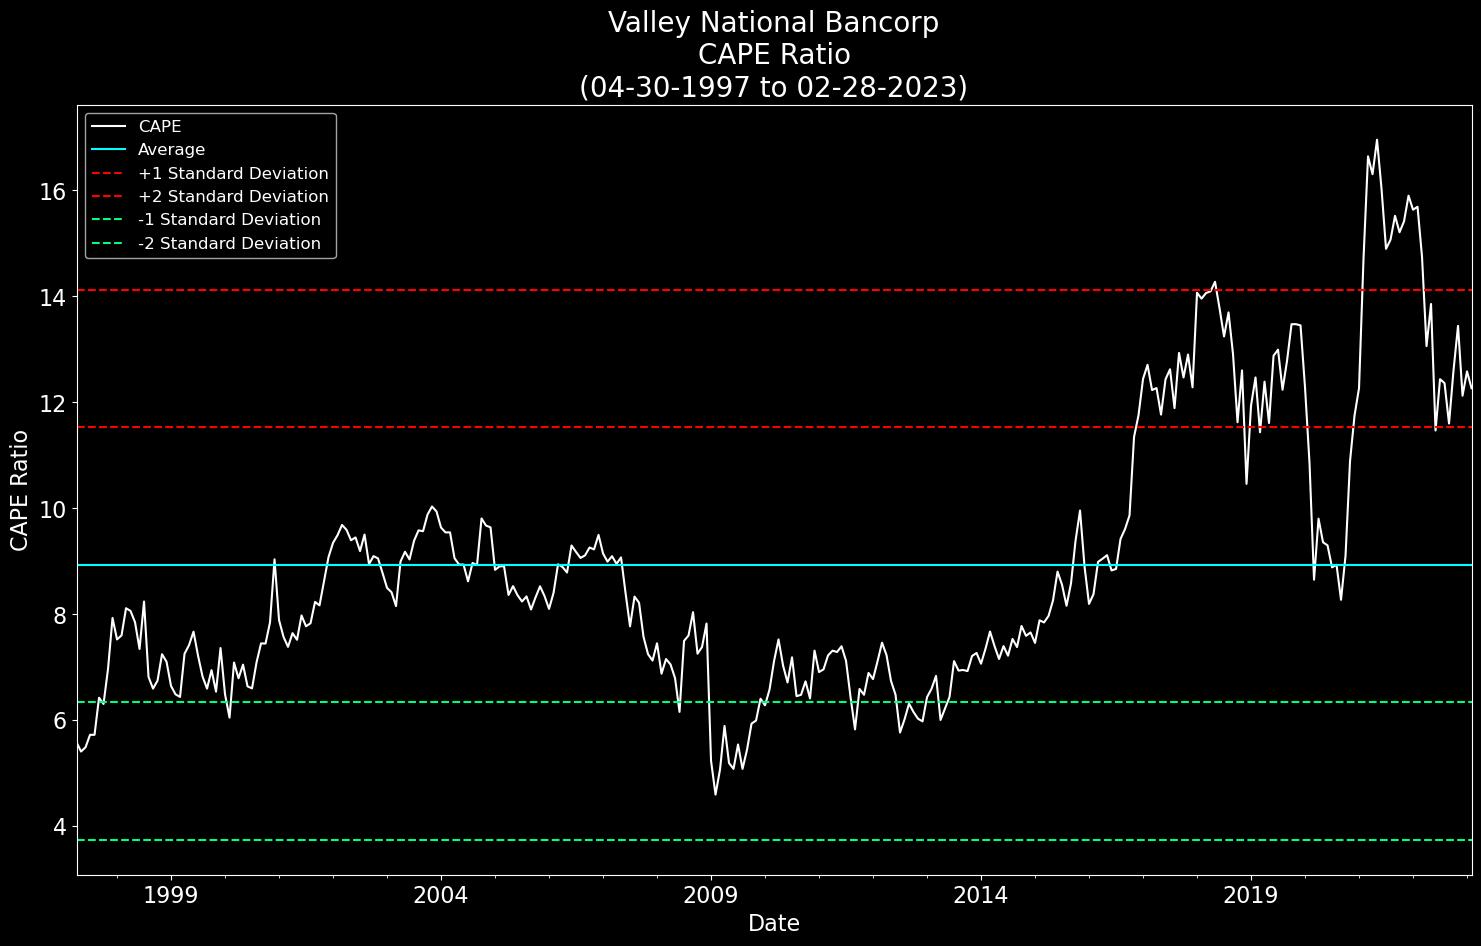 Valley National Bancorp
CAPE Ratio
(04-30-1997 to 02-28-2023)
CAPE
Average
+1 Standard Deviation
+2 Standard Deviation
-1 Standard Deviation
-2 Standard Deviation
16
14
12
10
8
6
4
CAPE Ratio
1999 2004 2009 2014 2019
Date